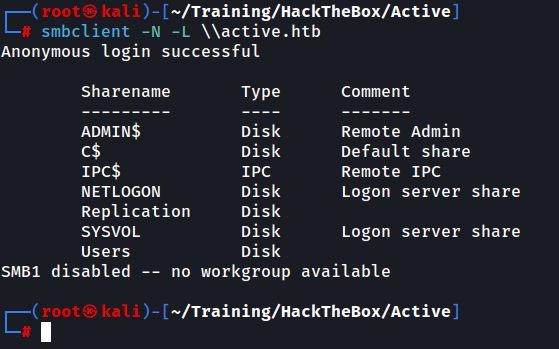 ┌──(root㉿kali)-[~/Training/HackTheBox/Active]
└─# smbclient -N -L \\active.htb
Anonymous login successful
Sharename Type Comment
--------- ---- -------
ADMIN$ Disk Remote Admin
C$ Disk Default share
IPC$ IPC Remote IPC
NETLOGON Disk Logon server share
Replication Disk
SYSVOL Disk Logon server share
Users Disk
SMB1 disabled -- no workgroup available
┌──(root㉿kali)-[~/Training/HackTheBox/Active]
└─#